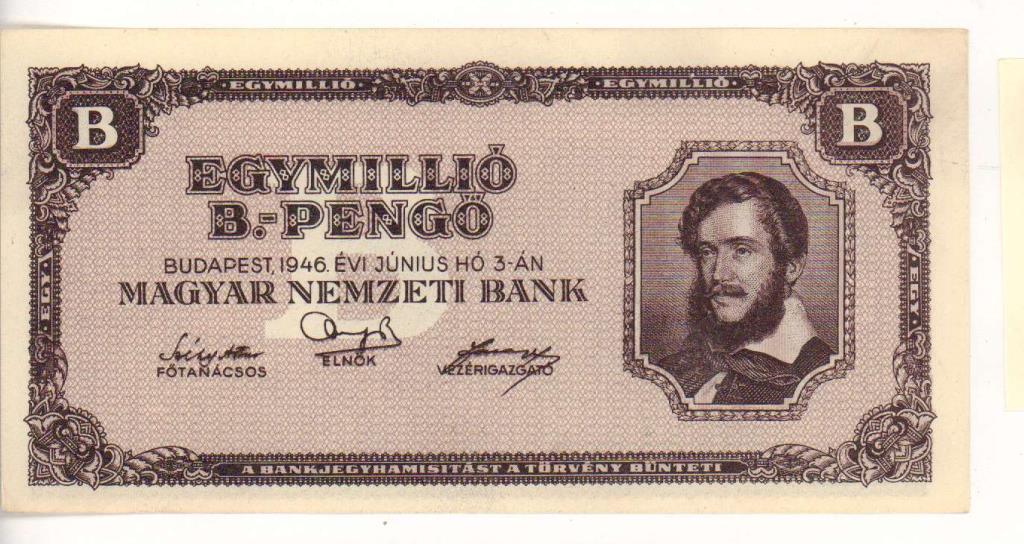 EGYMILLIÓ EGYMILLIÓ
B B
EGYMILLIÓ
B.-PENGŐ
B
BUDAPEST, 1946. ÉVI JÚNIUS HÓ 3-ÁN
MAGYAR NEMZETI BANK
FŐTANÁCSOS ELNÖK VEZÉRIGAZGATÓ
A BANKJEGYHAMISITÁST A TÖRVÉNY BÜNTETI